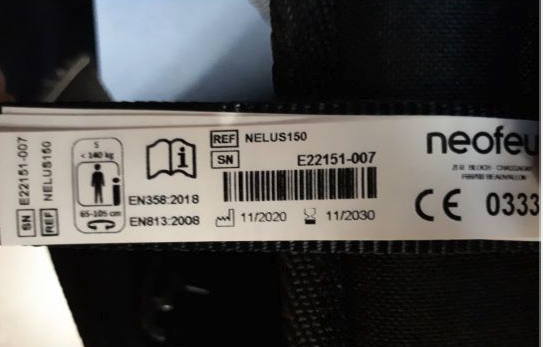 SN E22151-007
REF NELUS150
S
< 140 kg
65-105 cm
EN358:2018
EN813:2008
REF NELUS150
SN E22151-007
11/2020 11/2030
neofeu
CE 0333